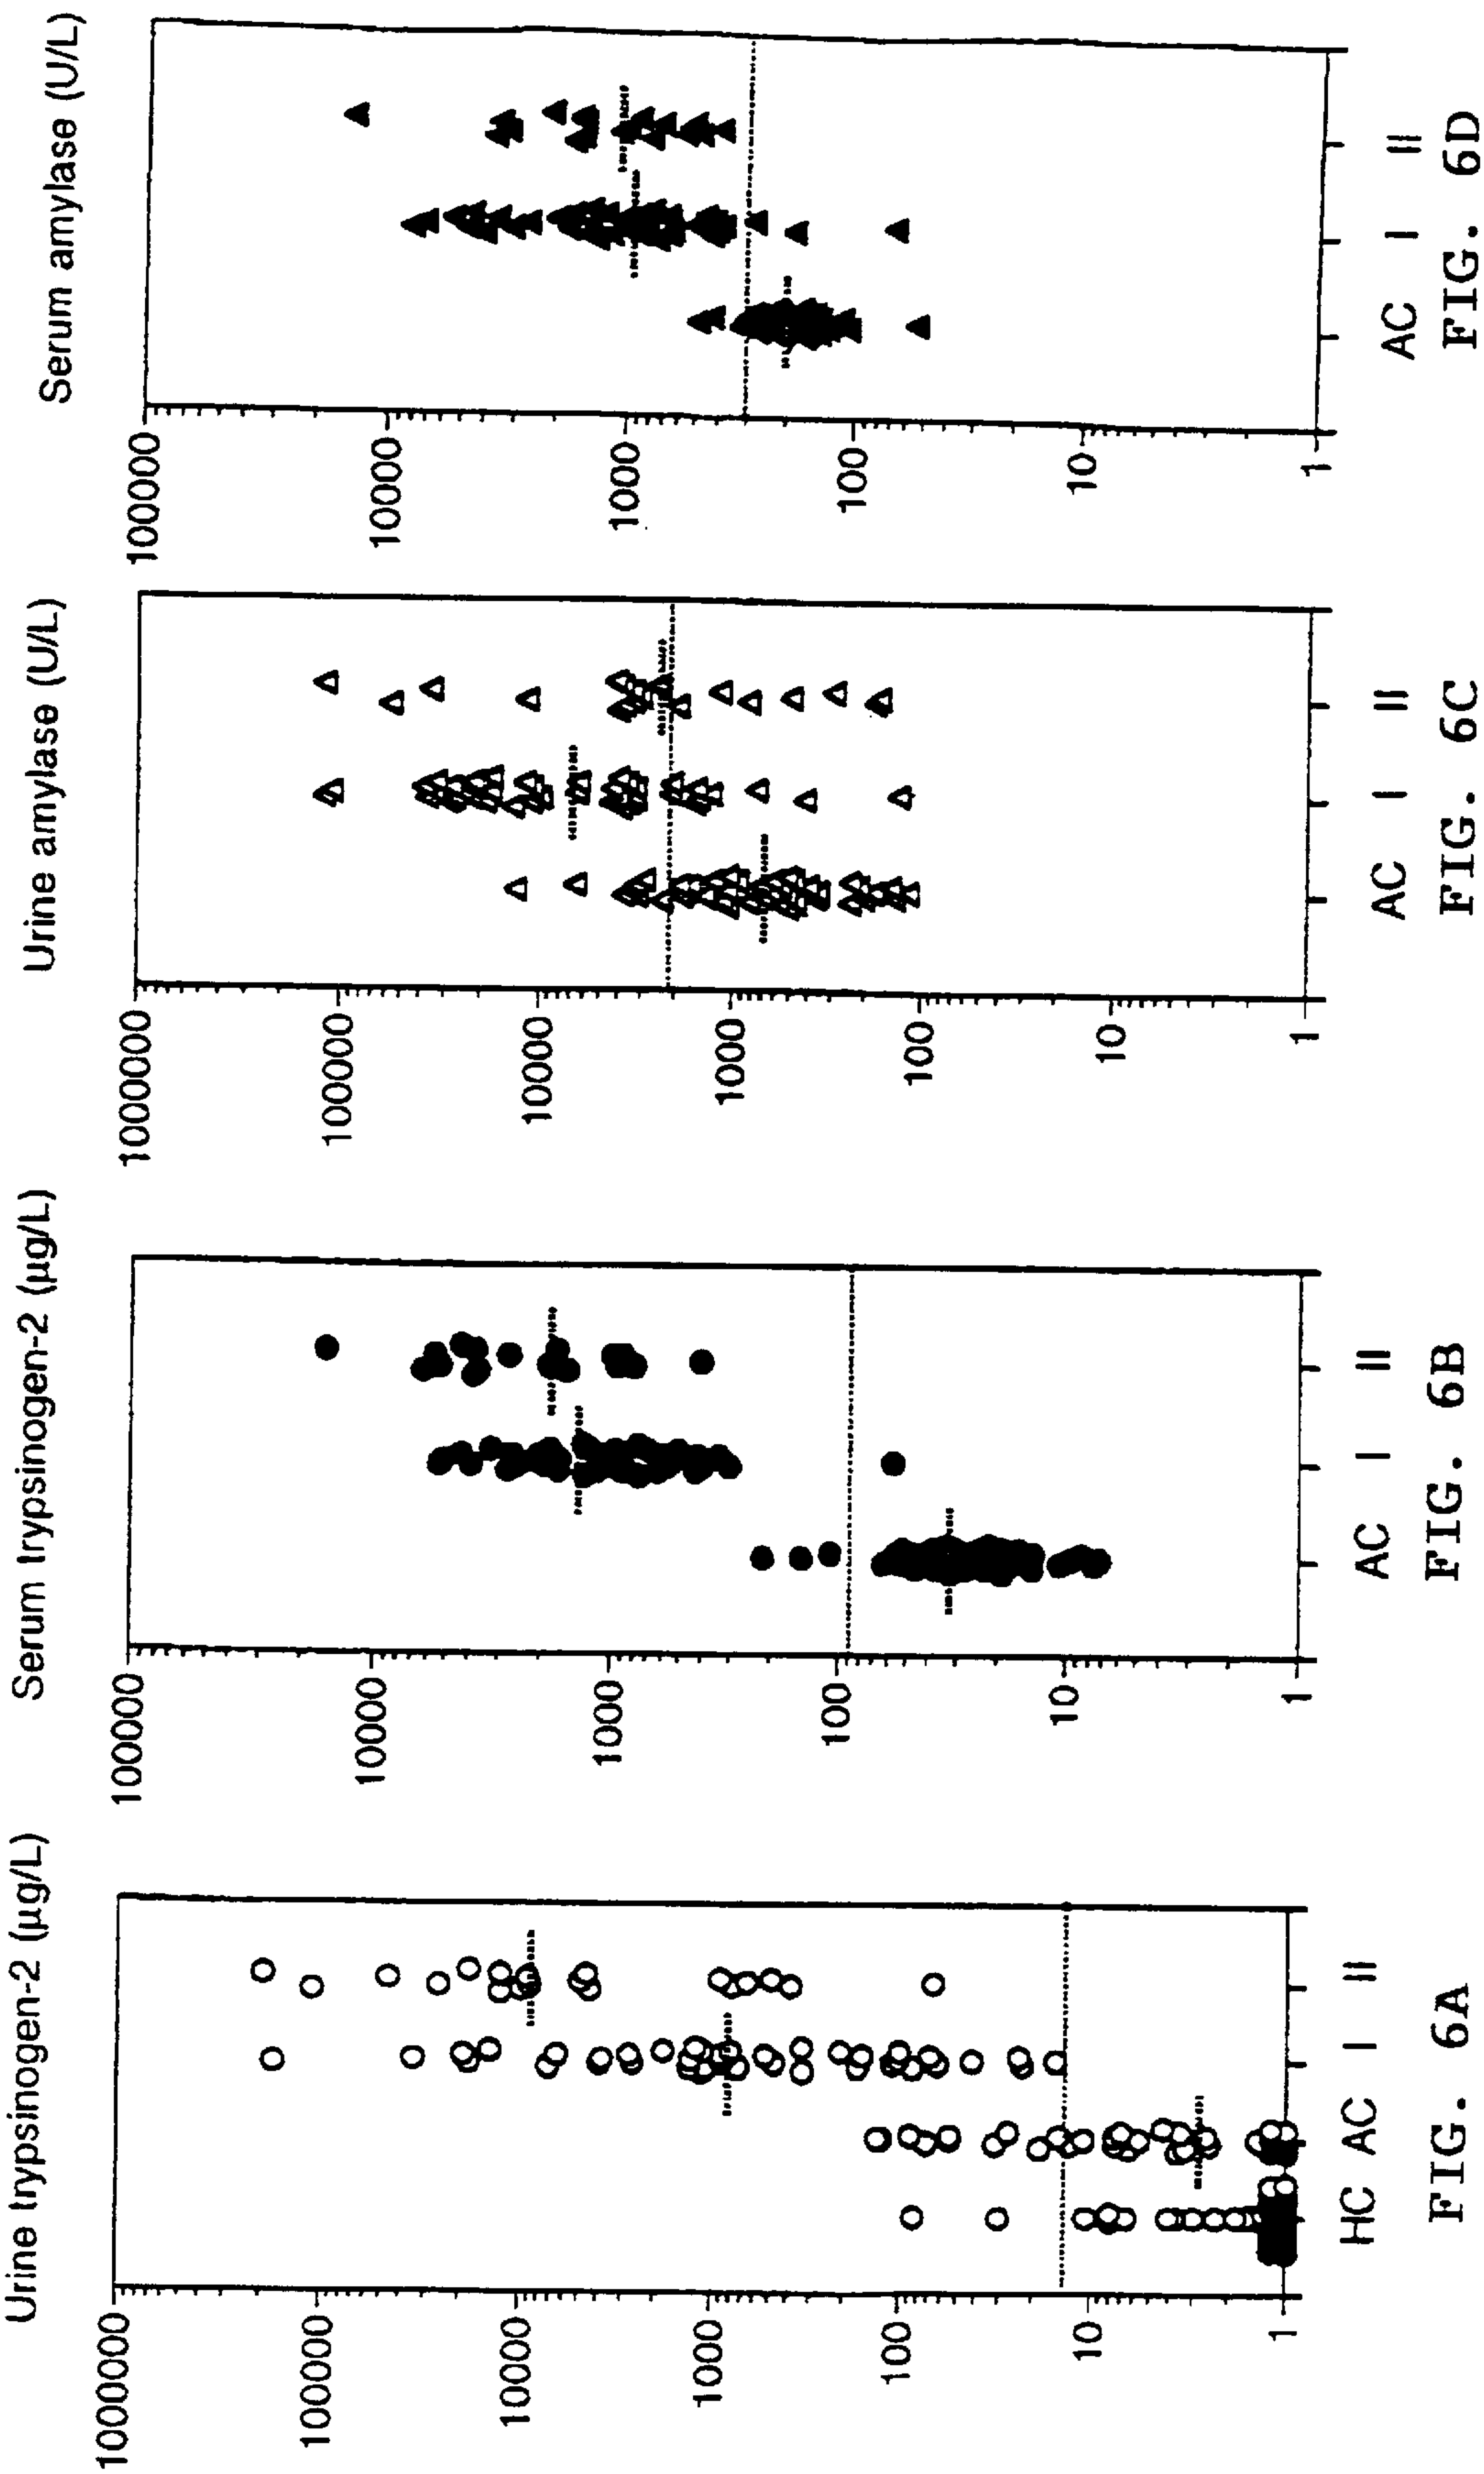 Urine trypsinogen-2 (µg/L)
1000000
100000
10000
1000
100
10
1
HC AC I II
FIG. 6A
Serum trypsinogen-2 (µg/L)
100000
10000
1000
100
10
1
AC I II
FIG. 6B
Urine amylase (U/L)
1000000
100000
10000
1000
100
10
1
AC I II
FIG. 6C
Serum amylase (U/L)
100000
10000
1000
100
10
1
AC I II
FIG. 6D